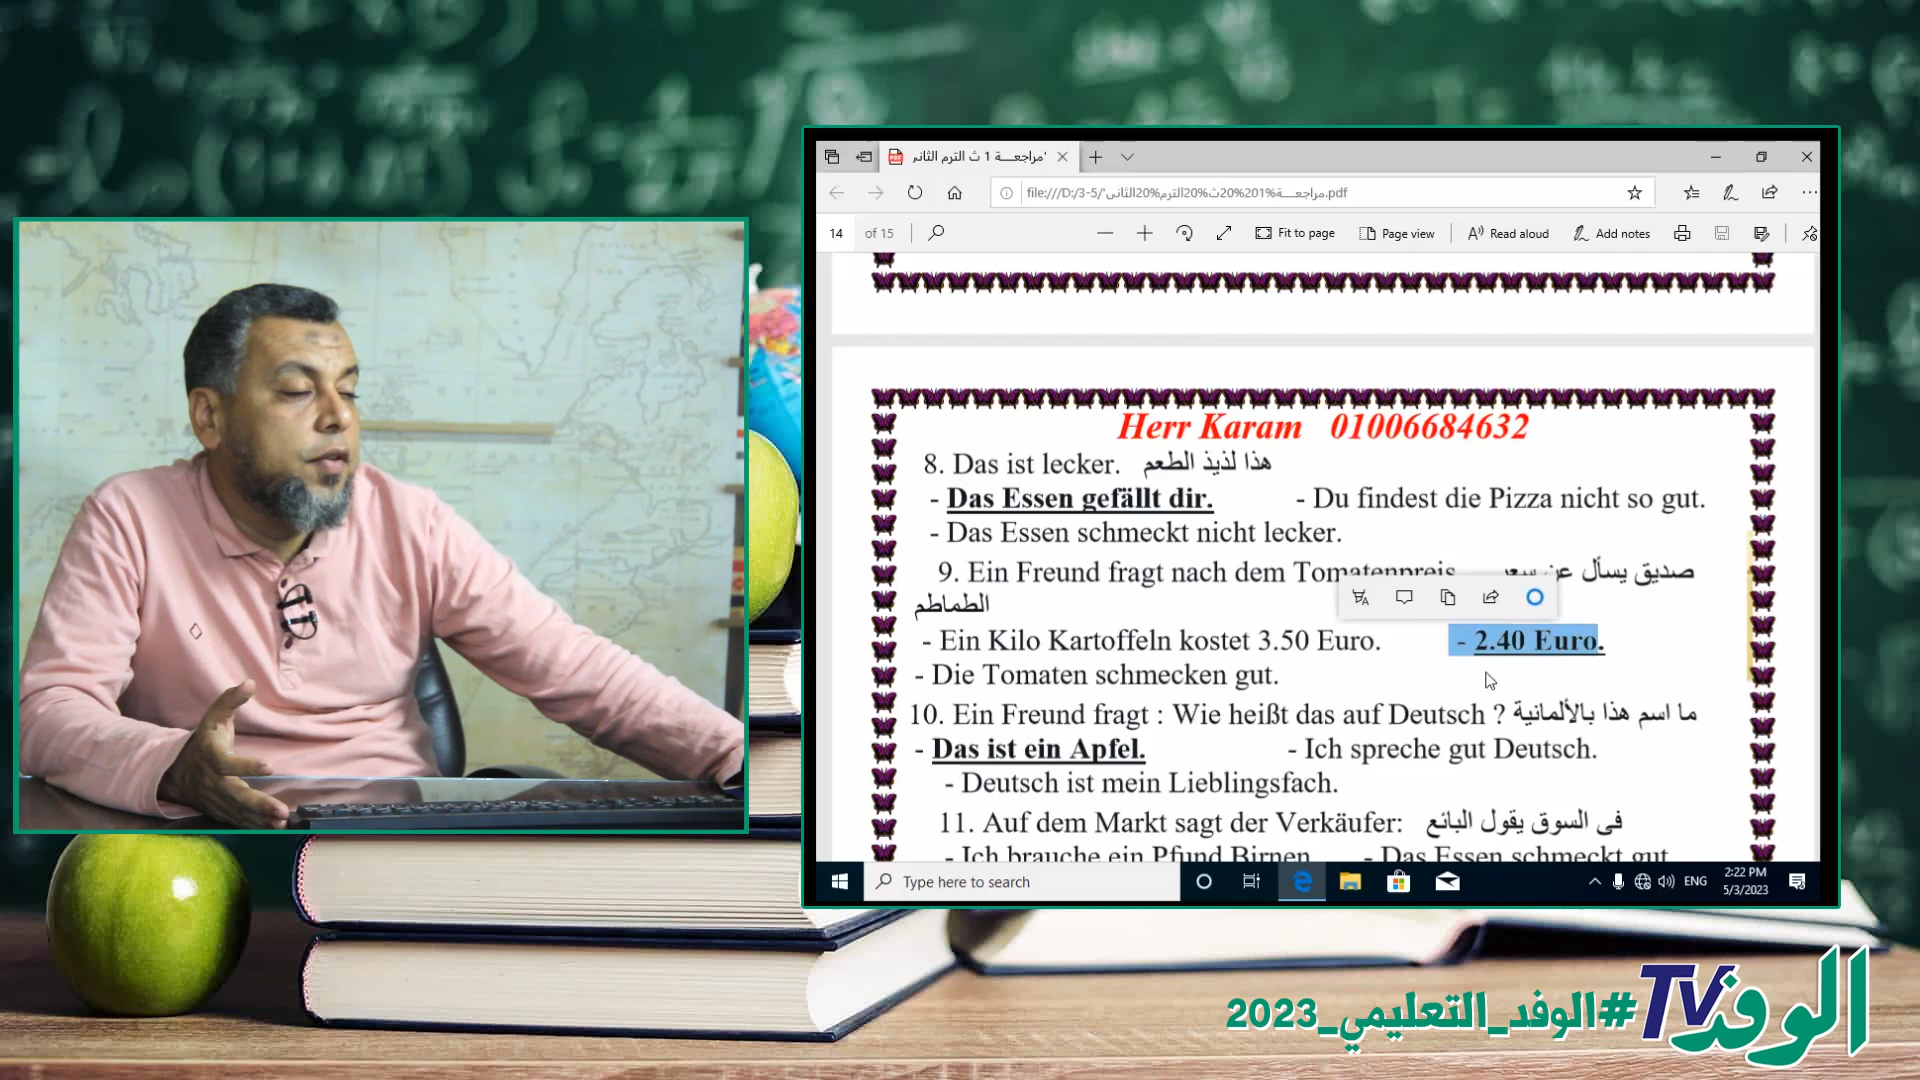 مراجعـــة 1 ث الترم الثانى'
file:///D:/3-5/'مراجعـــة%201%20ث%20الترم%20الثانى.pdf
14 of 15
Fit to page
Page view
Read aloud
Add notes
Herr Karam 01006684632
8. Das ist lecker. هذا لذيذ الطعم
- Das Essen gefällt dir. - Du findest die Pizza nicht so gut.
- Das Essen schmeckt nicht lecker.
9. Ein Freund fragt nach dem Tomatenpreis صديق يسأل عن سعر
الطماطم
- Ein Kilo Kartoffeln kostet 3.50 Euro. - 2.40 Euro.
- Die Tomaten schmecken gut.
10. Ein Freund fragt : Wie heißt das auf Deutsch ? ما اسم هذا بالألمانية
- Das ist ein Apfel. - Ich spreche gut Deutsch.
- Deutsch ist mein Lieblingsfach.
11. Auf dem Markt sagt der Verkäufer: فى السوق يقول البائع
- Ich brauche ein Pfund Birnen - Das Essen schmeckt gut
Type here to search
ENG
2:22 PM
5/3/2023
#الوفد_التعليمي_2023
الوفد TV